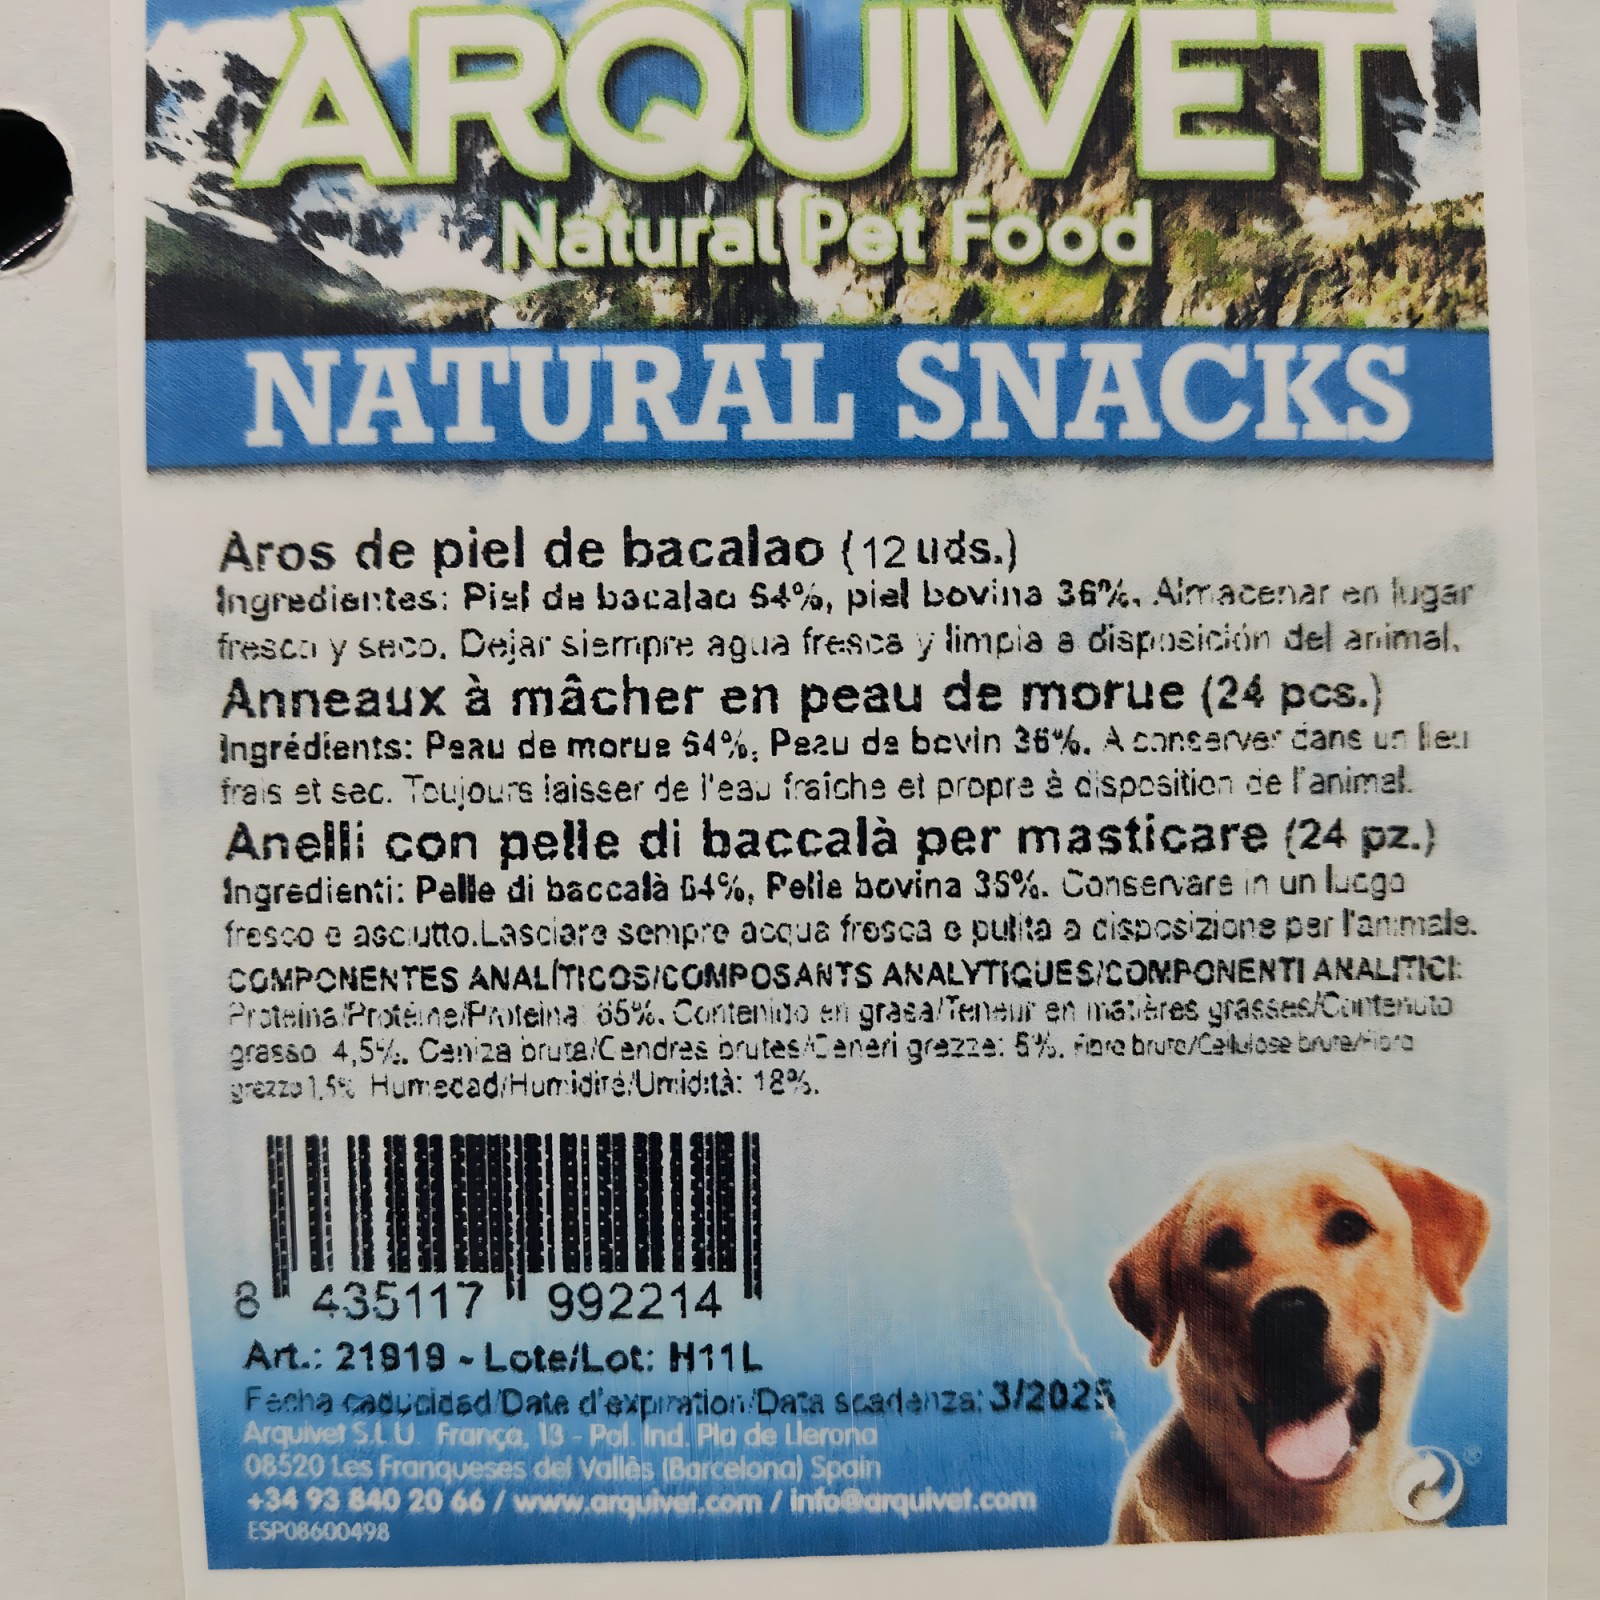 ARQUIVET
Natural Pet Food
NATURAL SNACKS
Aros de piel de bacalao (12 uds.)
Ingredientes: Piel de bacalao 64%, piel bovina 36%. Almacenar en lugar
fresco y seco. Dejar siempre agua fresca y limpia a disposición del animal.
Anneaux à mâcher en peau de morue (24 pcs.)
Ingrédients: Peau de morue 64%, Peau de bovin 36%. A conserver dans un lieu
frais et sec. Toujours laisser de l'eau fraîche et propre à disposition de l'animal.
Anelli con pelle di baccalà per masticare (24 pz.)
Ingredienti: Pelle di baccalà 64%, Pelle bovina 36%. Conservare in un luogo
fresco e asciutto.Lasciare sempre acqua fresca e pulita a disposizione per l'animale.
COMPONENTES ANALÍTICOS/COMPOSANTS ANALYTIQUES/COMPONENTI ANALITICI:
Proteina/Protéine/Proteina: 65%. Contenido en grasa/Teneur en matières grasses/Contenuto
grasso 4,5%. Ceniza bruta/Cendres brutes/Ceneri grezze: 6%. Fibra bruta/Cellulose brute/Fibra
grezza 1,5% Humedad/Humidité/Umidità: 18%.
8 435117 992214
Art.: 21919 - Lote/Lot: H11L
Fecha caducidad/Date d'expiration/Data scadenza: 3/2025
Arquivet S.L.U. França, 13 - Pol. Ind. Pla de Llerona
08520 Les Franqueses del Vallès (Barcelona) Spain
+34 93 840 20 66 / www.arquivet.com / info@arquivet.com
ESP08600498